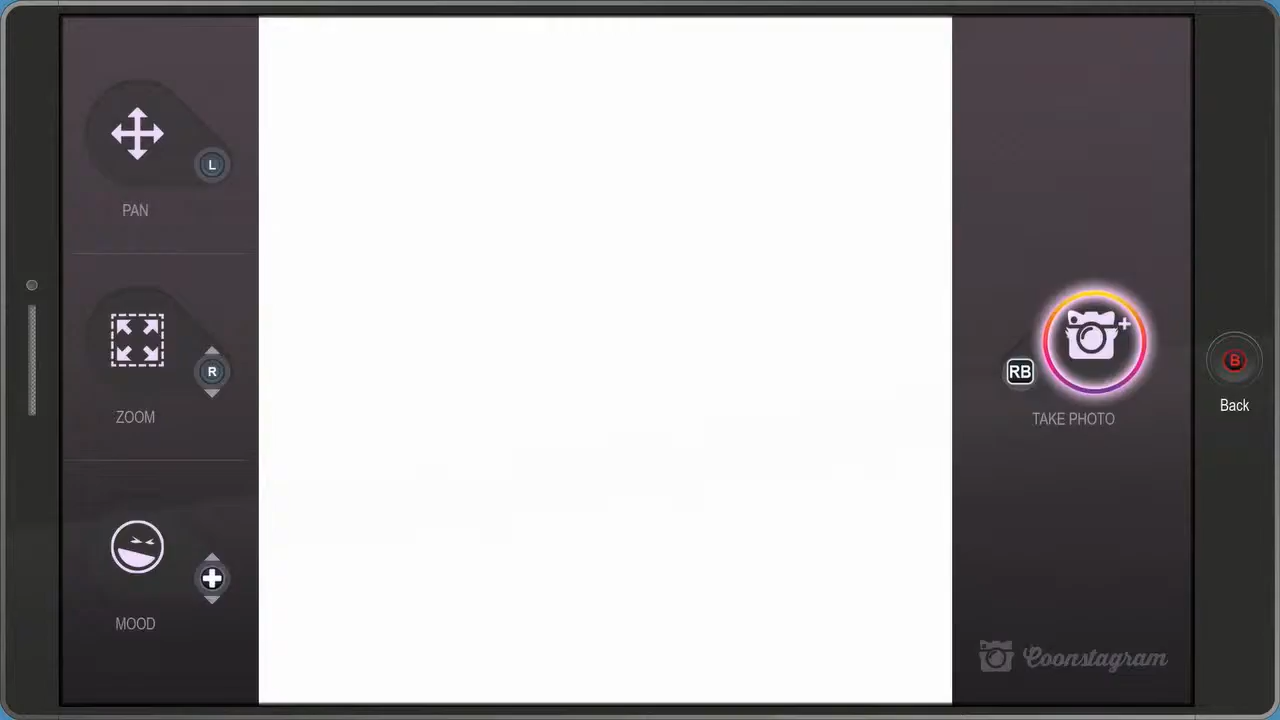 L
PAN
R
ZOOM
MOOD
RB
TAKE PHOTO
B
Back
Coonstagram